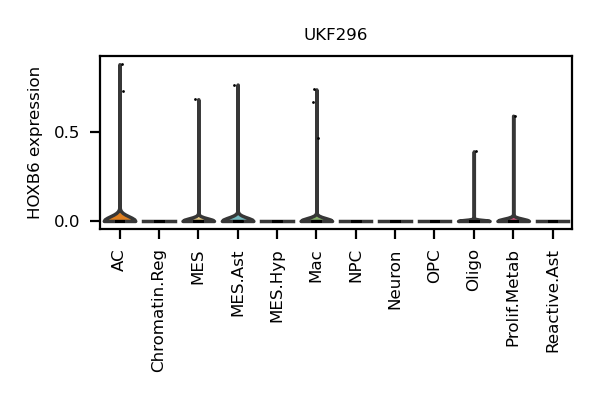 UKF296
HOXB6 expression
0.5
0.0
AC
Chromatin.Reg
MES
MES.Ast
MES.Hyp
Mac
NPC
Neuron
OPC
Oligo
Prolif.Metab
Reactive.Ast